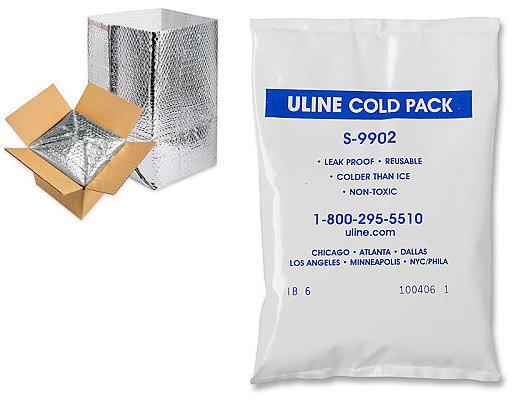 ULINE COLD PACK
S-9902
• LEAK PROOF • REUSABLE
• COLDER THAN ICE
• NON-TOXIC
1-800-295-5510
uline.com
CHICAGO • ATLANTA • DALLAS
LOS ANGELES • MINNEAPOLIS • NYC/PHILA
IB 6 100406 1